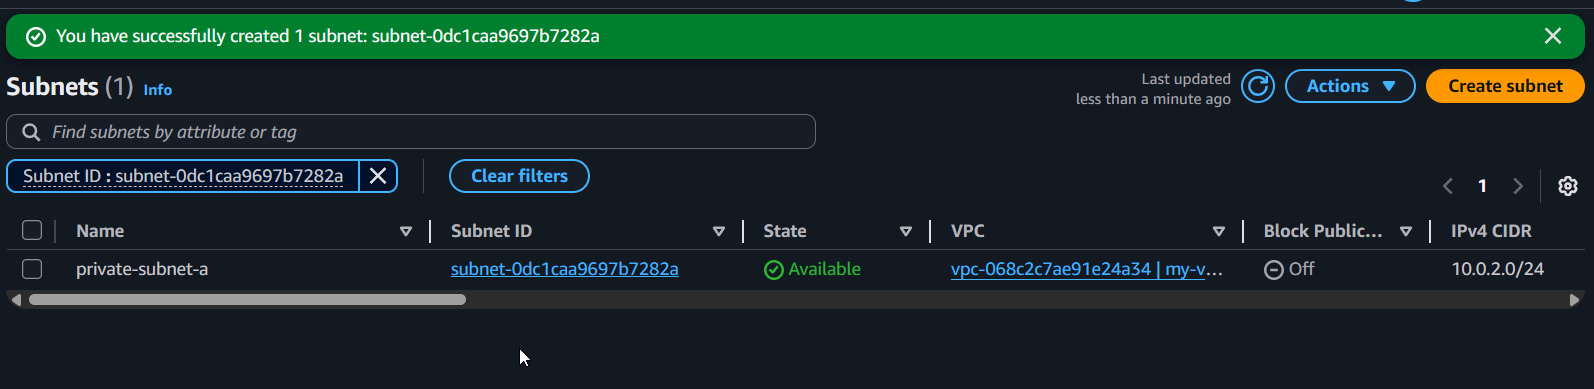 You have successfully created 1 subnet: subnet-0dc1caa9697b7282a
Subnets (1) Info
Last updated
less than a minute ago
Actions
Create subnet
Find subnets by attribute or tag
Subnet ID : subnet-0dc1caa9697b7282a
Clear filters
1
Name Subnet ID State VPC Block Public... IPv4 CIDR
private-subnet-a subnet-0dc1caa9697b7282a Available vpc-068c2c7ae91e24a34 | my-v... Off 10.0.2.0/24